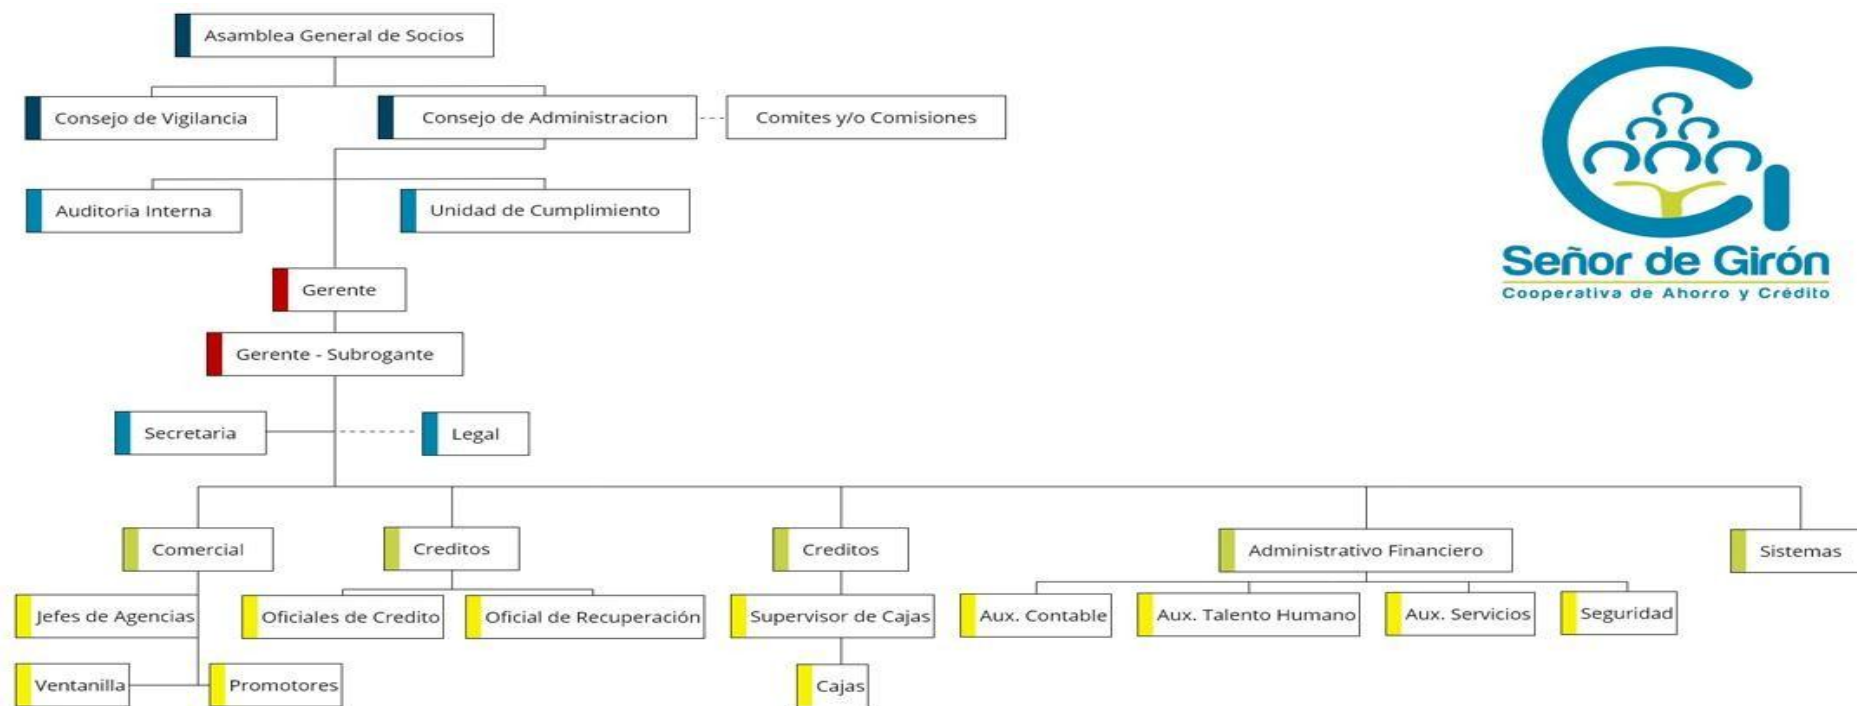 Asamblea General de Socios
Consejo de Vigilancia
Consejo de Administracion
Comites y/o Comisiones
Auditoria Interna
Unidad de Cumplimiento
Gerente
Gerente - Subrogante
Secretaria
Legal
Comercial
Creditos
Creditos
Administrativo Financiero
Sistemas
Jefes de Agencias
Oficiales de Credito
Oficial de Recuperación
Supervisor de Cajas
Aux. Contable
Aux. Talento Humano
Aux. Servicios
Seguridad
Ventanilla
Promotores
Cajas
Señor de Girón
Cooperativa de Ahorro y Crédito